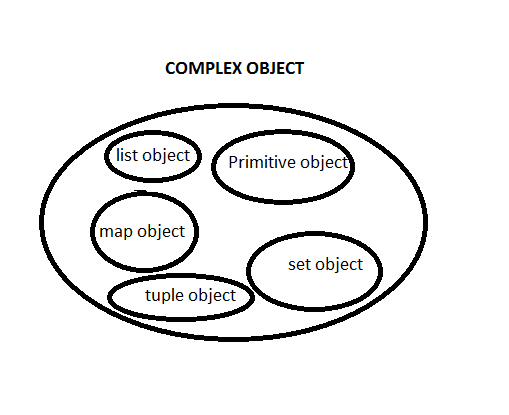 COMPLEX OBJECT
list object
Primitive object
map object
set object
tuple object